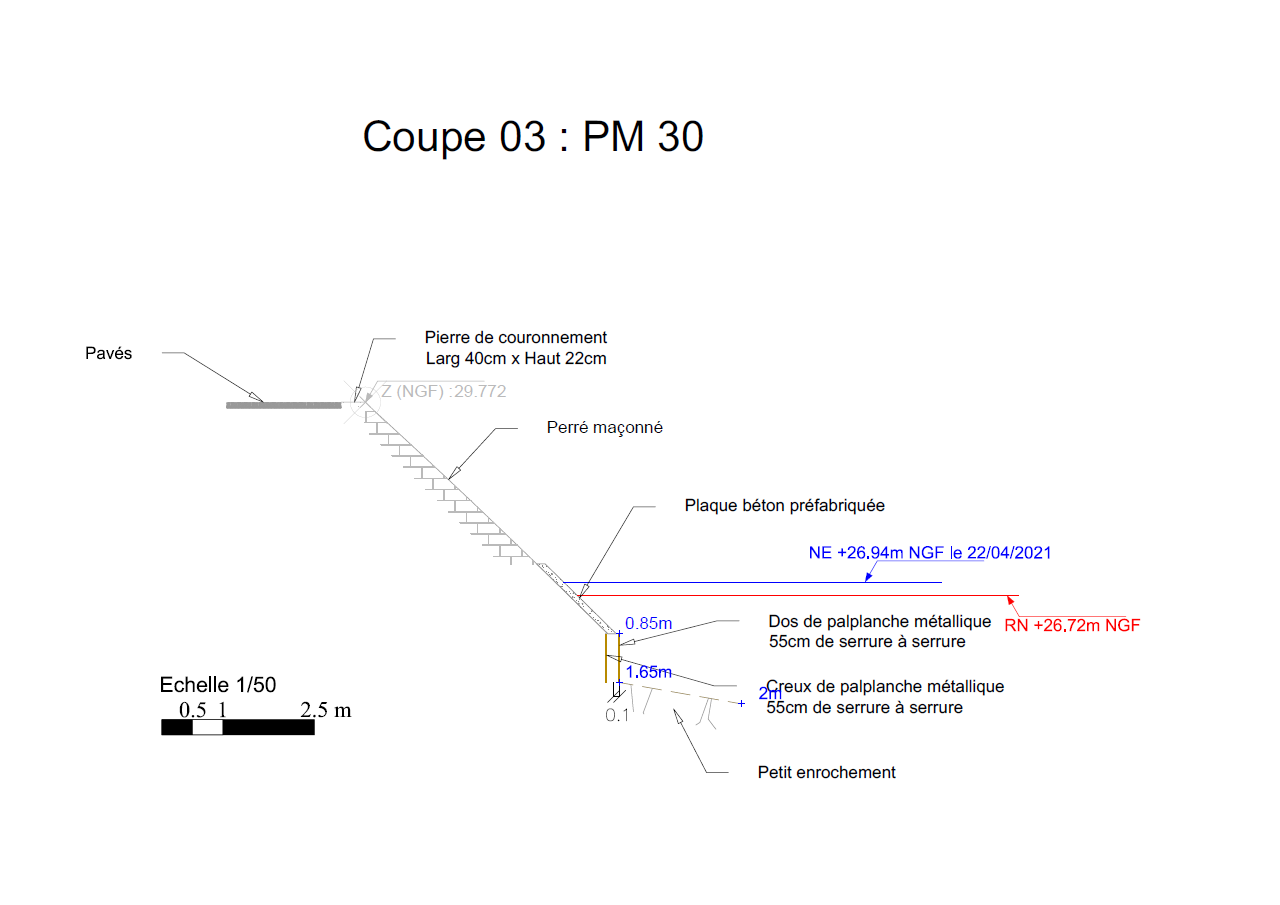 Coupe 03 : PM 30
Pierre de couronnement
Larg 40cm x Haut 22cm
Pavés
Z (NGF) :29.772
Perré maçonné
Plaque béton préfabriquée
NE +26.94m NGF le 22/04/2021
RN +26.72m NGF
0.85m
Dos de palplanche métallique
55cm de serrure à serrure
1.65m
Creux de palplanche métallique
55cm de serrure à serrure
2m
0.1
Petit enrochement
Echelle 1/50
0.5 1 2.5 m